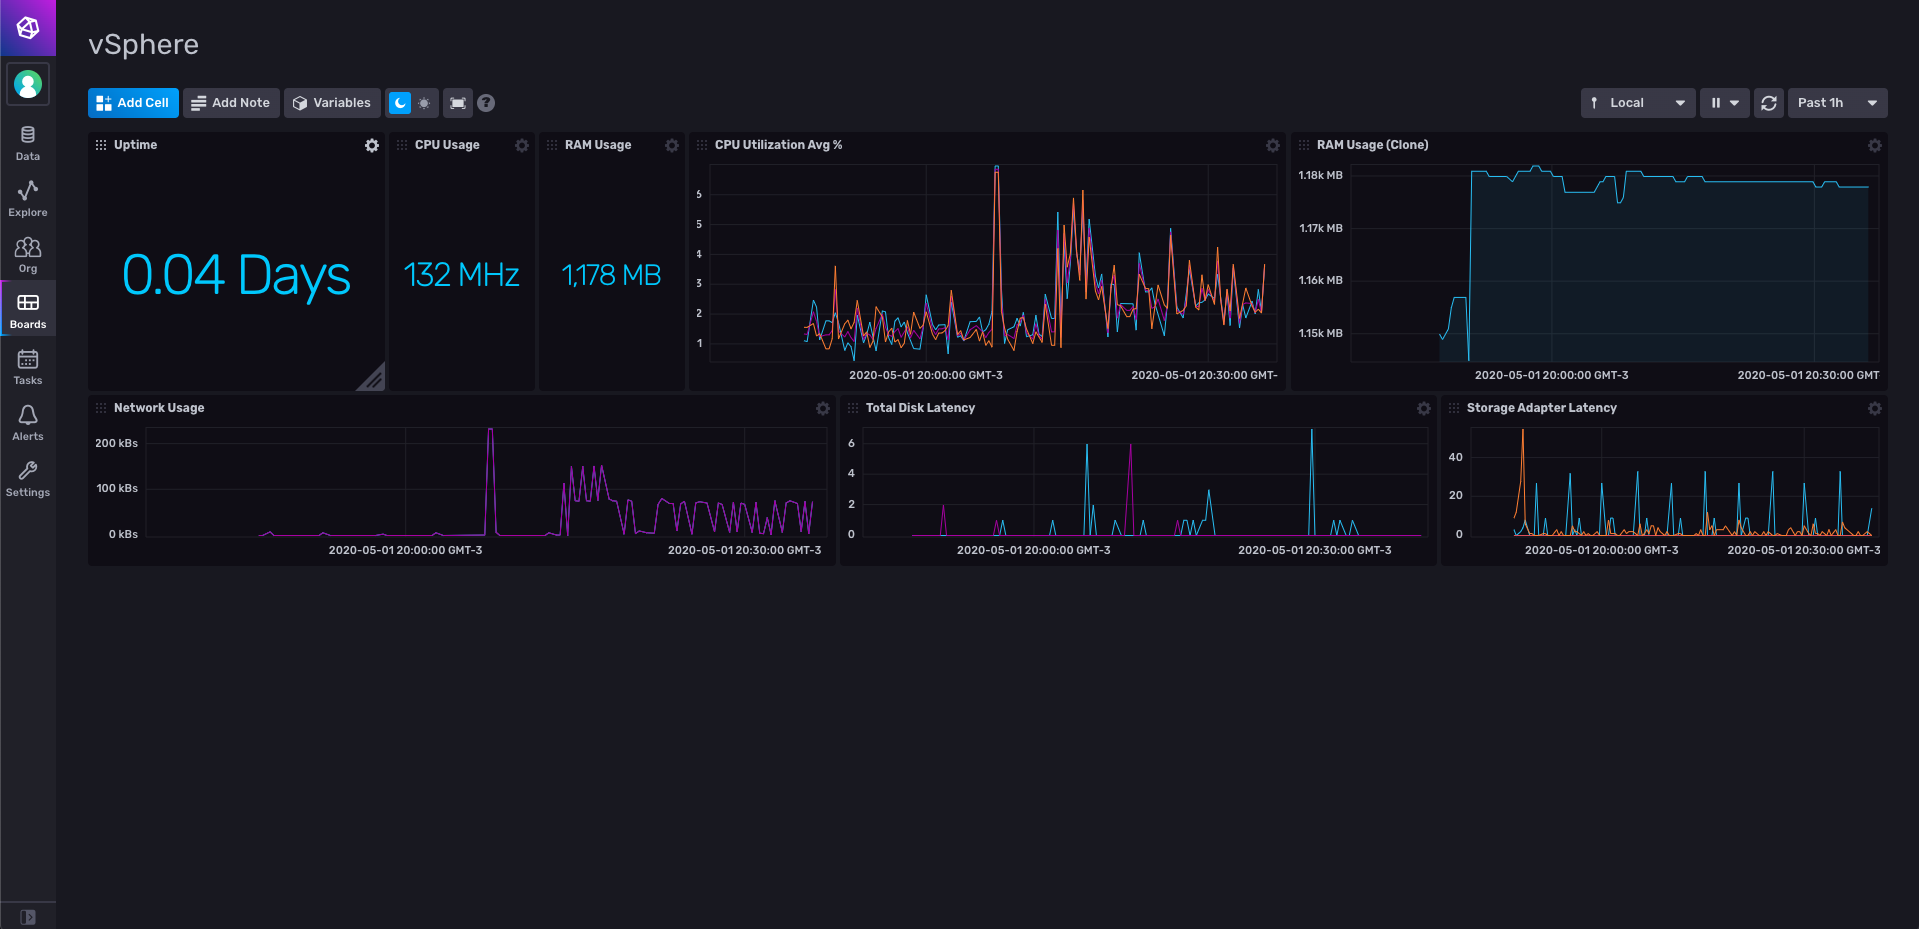 vSphere
Add Cell
Add Note
Variables
?
Local
Past 1h
Data
Explore
Org
Boards
Tasks
Alerts
Settings
Uptime
0.04 Days
CPU Usage
132 MHz
RAM Usage
1,178 MB
CPU Utilization Avg %
6
5
4
3
2
1
2020-05-01 20:00:00 GMT-3
2020-05-01 20:30:00 GMT-
RAM Usage (Clone)
1.18k MB
1.17k MB
1.16k MB
1.15k MB
2020-05-01 20:00:00 GMT-3
2020-05-01 20:30:00 GMT
Network Usage
200 kBs
100 kBs
0 kBs
2020-05-01 20:00:00 GMT-3
2020-05-01 20:30:00 GMT-3
Total Disk Latency
6
4
2
0
2020-05-01 20:00:00 GMT-3
2020-05-01 20:30:00 GMT-3
Storage Adapter Latency
40
20
0
2020-05-01 20:00:00 GMT-3
2020-05-01 20:30:00 GMT-3